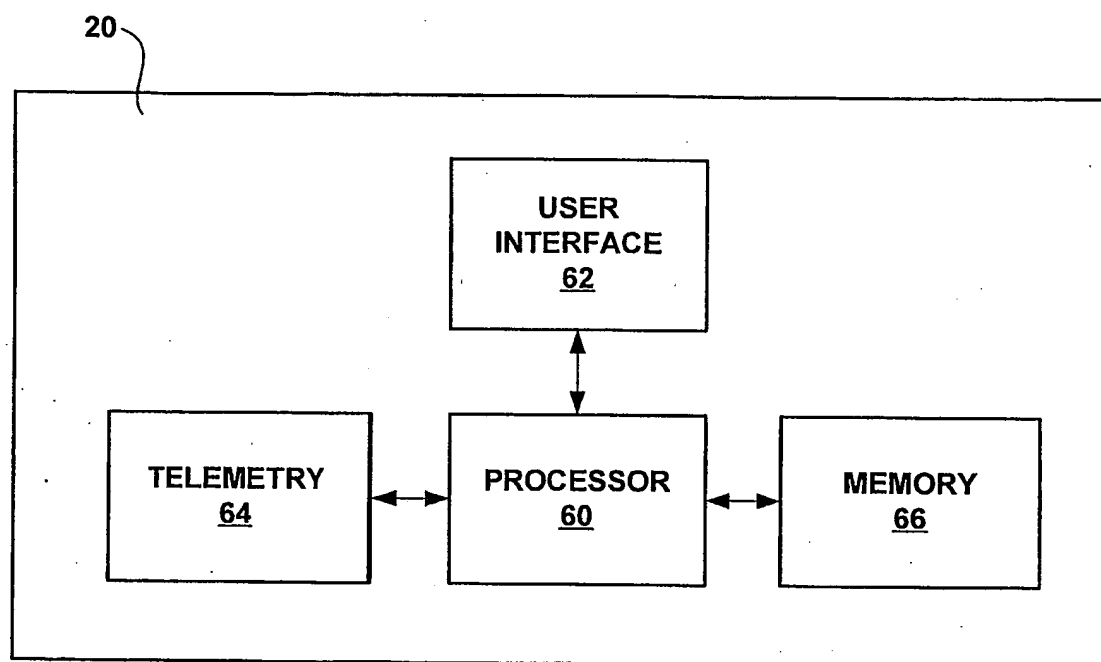 20
USER
INTERFACE
62
TELEMETRY
64
PROCESSOR
60
MEMORY
66